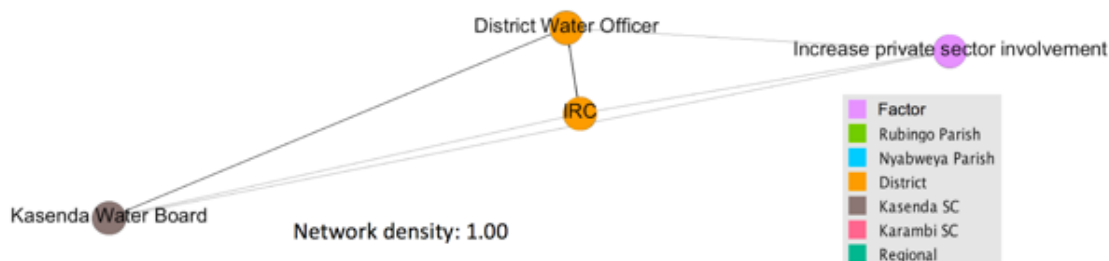 District Water Officer
Increase private sector involvement
IRC
Kasenda Water Board
Network density: 1.00
Factor
Rubingo Parish
Nyabweya Parish
District
Kasenda SC
Karambi SC
Regional